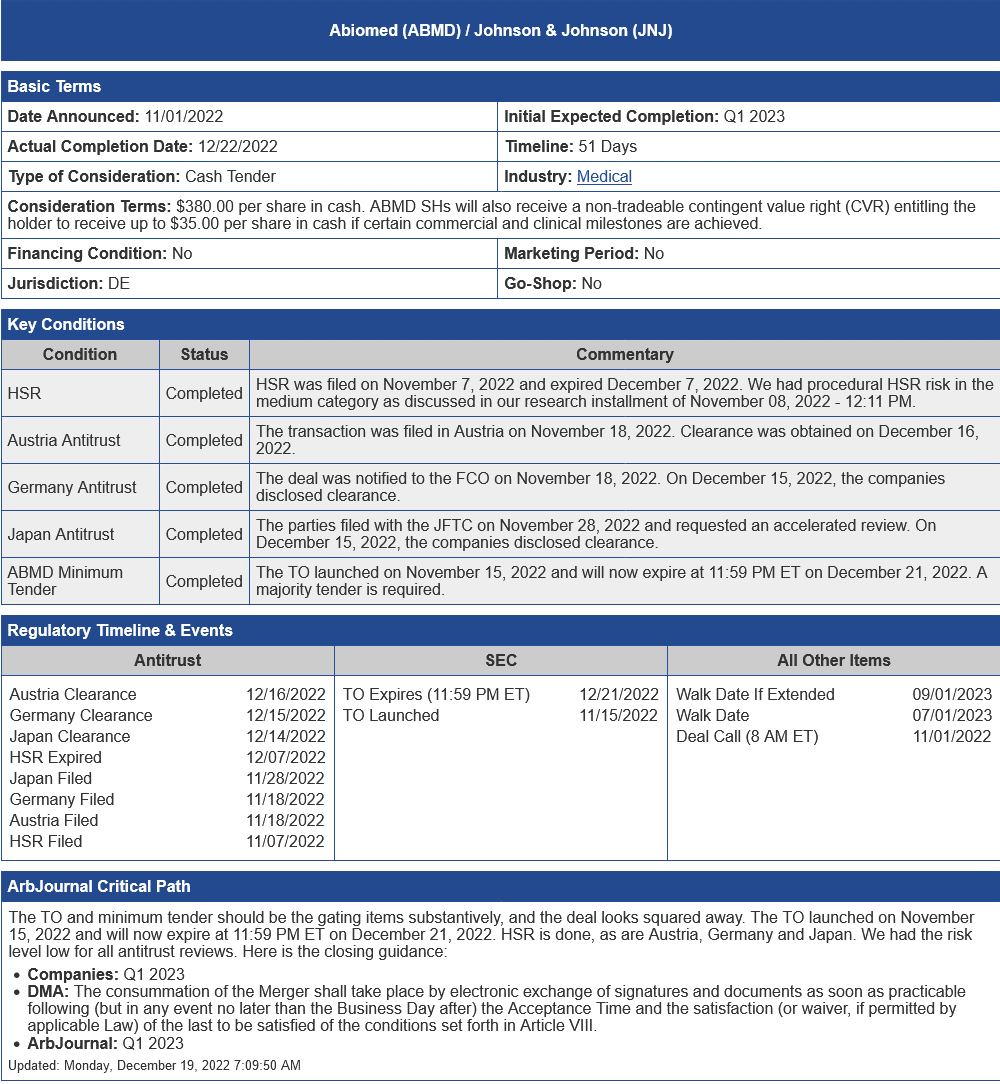 Abiomed (ABMD) / Johnson & Johnson (JNJ)
Basic Terms
Date Announced: 11/01/2022
Initial Expected Completion: Q1 2023
Actual Completion Date: 12/22/2022
Timeline: 51 Days
Type of Consideration: Cash Tender
Industry: Medical
Consideration Terms: $380.00 per share in cash. ABMD SHs will also receive a non-tradeable contingent value right (CVR) entitling the
holder to receive up to $35.00 per share in cash if certain commercial and clinical milestones are achieved.
Financing Condition: No
Marketing Period: No
Jurisdiction: DE
Go-Shop: No
Key Conditions
Condition Status Commentary
HSR
Completed
HSR was filed on November 7, 2022 and expired December 7, 2022. We had procedural HSR risk in the
medium category as discussed in our research installment of November 08, 2022 - 12:11 PM.
Austria Antitrust
Completed
The transaction was filed in Austria on November 18, 2022. Clearance was obtained on December 16,
2022.
Germany Antitrust
Completed
The deal was notified to the FCO on November 18, 2022. On December 15, 2022, the companies
disclosed clearance.
Japan Antitrust
Completed
The parties filed with the JFTC on November 28, 2022 and requested an accelerated review. On
December 15, 2022, the companies disclosed clearance.
ABMD Minimum
Tender
Completed
The TO launched on November 15, 2022 and will now expire at 11:59 PM ET on December 21, 2022. A
majority tender is required.
Regulatory Timeline & Events
Antitrust
Austria Clearance 12/16/2022
Germany Clearance 12/15/2022
Japan Clearance 12/14/2022
HSR Expired 12/07/2022
Japan Filed 11/28/2022
Germany Filed 11/18/2022
Austria Filed 11/18/2022
HSR Filed 11/07/2022
SEC
TO Expires (11:59 PM ET) 12/21/2022
TO Launched 11/15/2022
All Other Items
Walk Date If Extended 09/01/2023
Walk Date 07/01/2023
Deal Call (8 AM ET) 11/01/2022
ArbJournal Critical Path
The TO and minimum tender should be the gating items substantively, and the deal looks squared away. The TO launched on November
15, 2022 and will now expire at 11:59 PM ET on December 21, 2022. HSR is done, as are Austria, Germany and Japan. We had the risk
level low for all antitrust reviews. Here is the closing guidance:
• Companies: Q1 2023
• DMA: The consummation of the Merger shall take place by electronic exchange of signatures and documents as soon as practicable
following (but in any event no later than the Business Day after) the Acceptance Time and the satisfaction (or waiver, if permitted by
applicable Law) of the last to be satisfied of the conditions set forth in Article VIII.
• ArbJournal: Q1 2023
Updated: Monday, December 19, 2022 7:09:50 AM